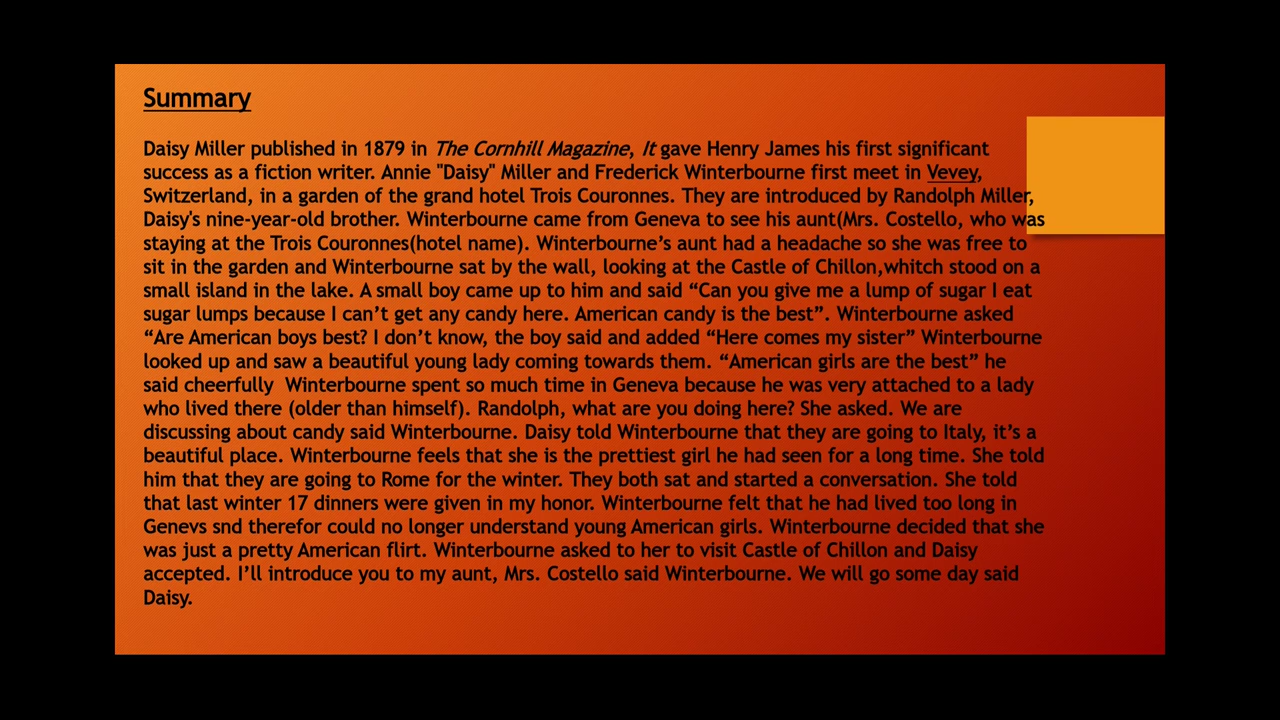 Summary
Daisy Miller published in 1879 in The Cornhill Magazine, It gave Henry James his first significant
success as a fiction writer. Annie "Daisy" Miller and Frederick Winterbourne first meet in Vevey,
Switzerland, in a garden of the grand hotel Trois Couronnes. They are introduced by Randolph Miller,
Daisy's nine-year-old brother. Winterbourne came from Geneva to see his aunt(Mrs. Costello, who was
staying at the Trois Couronnes(hotel name). Winterbourne’s aunt had a headache so she was free to
sit in the garden and Winterbourne sat by the wall, looking at the Castle of Chillon,whitch stood on a
small island in the lake. A small boy came up to him and said “Can you give me a lump of sugar I eat
sugar lumps because I can’t get any candy here. American candy is the best”. Winterbourne asked
“Are American boys best? I don’t know, the boy said and added “Here comes my sister” Winterbourne
looked up and saw a beautiful young lady coming towards them. “American girls are the best” he
said cheerfully  Winterbourne spent so much time in Geneva because he was very attached to a lady
who lived there (older than himself). Randolph, what are you doing here? She asked. We are
discussing about candy said Winterbourne. Daisy told Winterbourne that they are going to Italy, it’s a
beautiful place. Winterbourne feels that she is the prettiest girl he had seen for a long time. She told
him that they are going to Rome for the winter. They both sat and started a conversation. She told
that last winter 17 dinners were given in my honor. Winterbourne felt that he had lived too long in
Genevs snd therefor could no longer understand young American girls. Winterbourne decided that she
was just a pretty American flirt. Winterbourne asked to her to visit Castle of Chillon and Daisy
accepted. I’ll introduce you to my aunt, Mrs. Costello said Winterbourne. We will go some day said
Daisy.